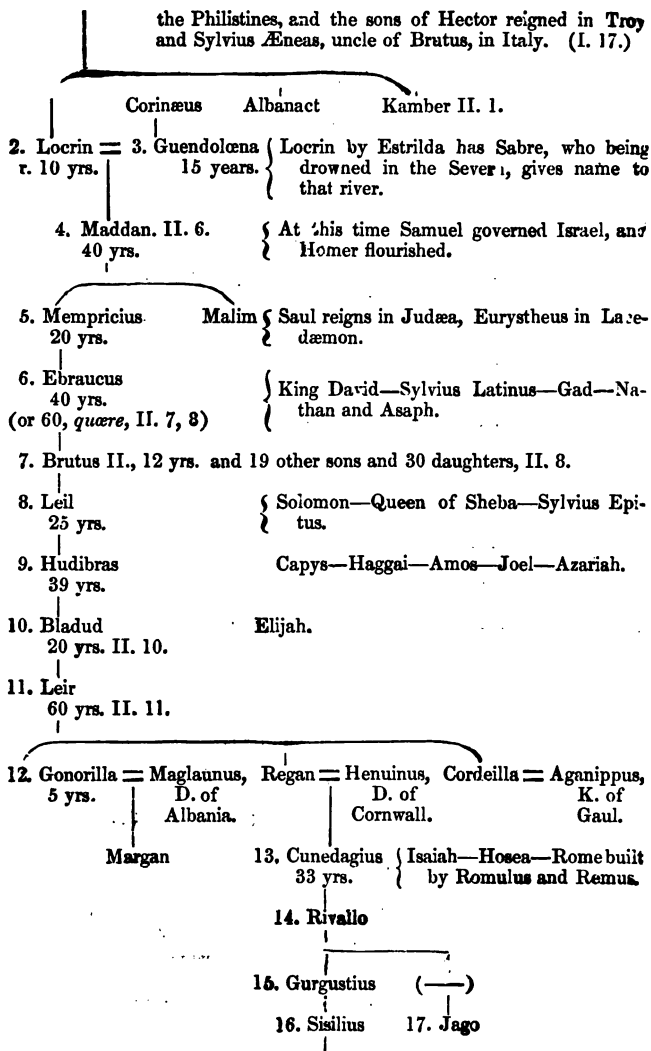 the Philistines, and the sons of Hector reigned in Troy
and Sylvius Æneas, uncle of Brutus, in Italy. (I. 17.)
Corinæus Albanact Kamber II. 1.
2. Locrin = 3. Guendolœna { Locrin by Estrilda has Sabre, who being
r. 10 yrs. 15 years. drowned in the Severn, gives name to
that river.
4. Maddan. II. 6. { At this time Samuel governed Israel, and
40 yrs. Homer flourished.
5. Mempricius Malim { Saul reigns in Judæa, Eurystheus in Lace-
20 yrs. dæmon.
6. Ebraucus
40 yrs. { King David—Sylvius Latinus—Gad—Na-
(or 60, quære, II. 7, 8) than and Asaph.
7. Brutus II., 12 yrs. and 19 other sons and 30 daughters, II. 8.
8. Leil { Solomon—Queen of Sheba—Sylvius Epi-
25 yrs. tus.
9. Hudibras Capys—Haggai—Amos—Joel—Azariah.
39 yrs.
10. Bladud Elijah.
20 yrs. II. 10.
11. Leir
60 yrs. II. 11.
12. Gonorilla = Maglaunus, Regan = Henuinus, Cordeilla = Aganippus,
5 yrs. D. of D. of K. of
Albania. Cornwall. Gaul.
Margan 13. Cunedagius { Isaiah—Hosea—Rome built
33 yrs. by Romulus and Remus.
14. Rivallo
15. Gurgustius (——)
16. Sisilius 17. Jago